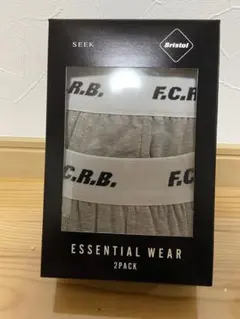 SEEK
Bristol
.R.B. F.C.R
.R.B. F.C
ESSENTIAL WEAR
2PACK